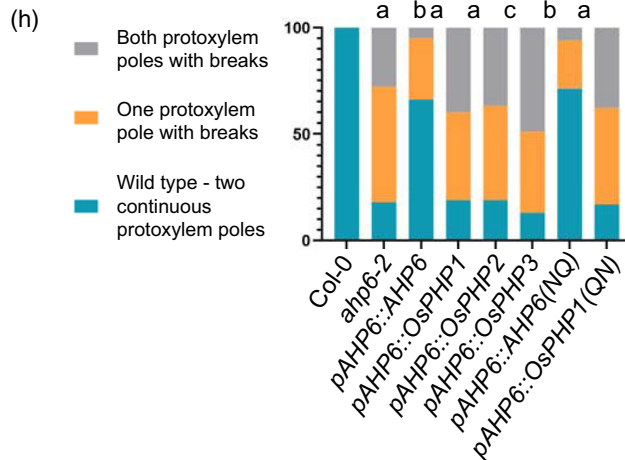 (h)
Both protoxylem
poles with breaks
One protoxylem
pole with breaks
Wild type - two
continuous
protoxylem poles
a b a a c b a
100
50
0
Col-0
ahp6-2
pAHP6::AHP6
pAHP6::OsPHP1
pAHP6::OsPHP2
pAHP6::OsPHP3
pAHP6::AHP6(NQ)
pAHP6::OsPHP1(QN)